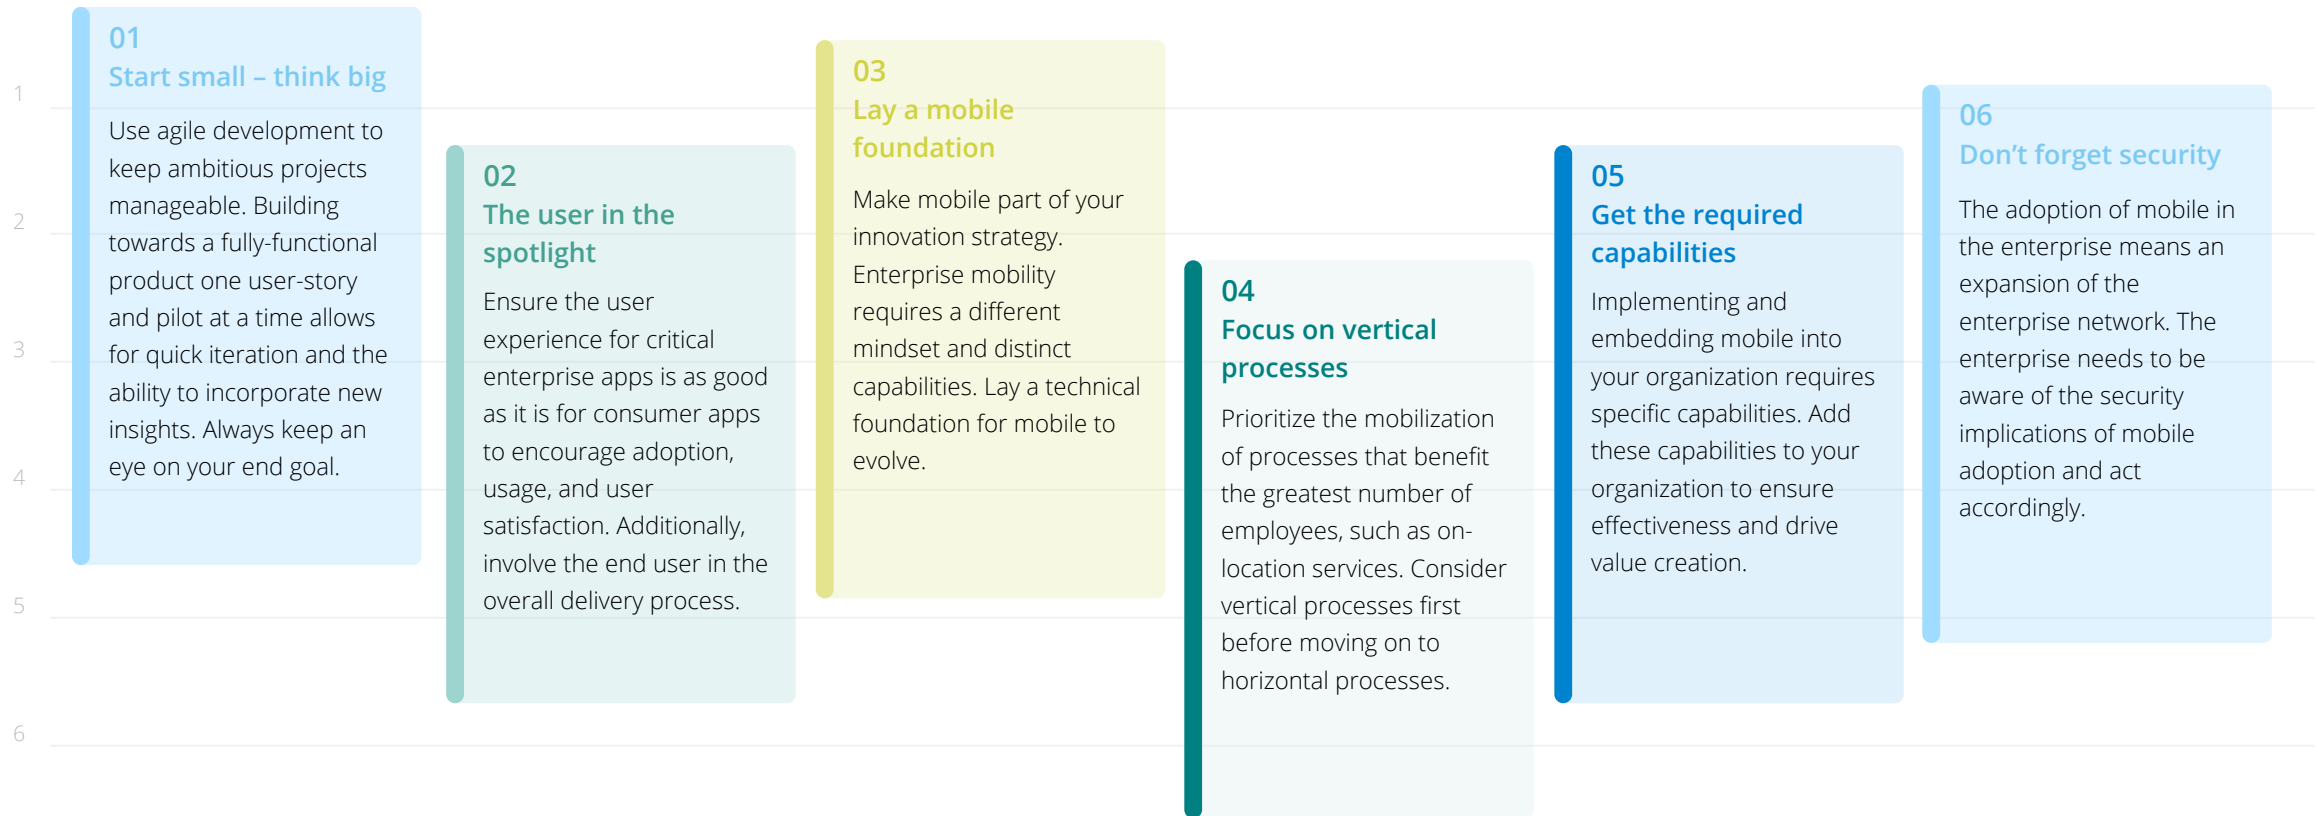 1
2
3
4
5
6
01
Start small – think big
Use agile development to
keep ambitious projects
manageable. Building
towards a fully-functional
product one user-story
and pilot at a time allows
for quick iteration and the
ability to incorporate new
insights. Always keep an
eye on your end goal.
02
The user in the
spotlight
Ensure the user
experience for critical
enterprise apps is as good
as it is for consumer apps
to encourage adoption,
usage, and user
satisfaction. Additionally,
involve the end user in the
overall delivery process.
03
Lay a mobile
foundation
Make mobile part of your
innovation strategy.
Enterprise mobility
requires a different
mindset and distinct
capabilities. Lay a technical
foundation for mobile to
evolve.
04
Focus on vertical
processes
Prioritize the mobilization
of processes that benefit
the greatest number of
employees, such as on-
location services. Consider
vertical processes first
before moving on to
horizontal processes.
05
Get the required
capabilities
Implementing and
embedding mobile into
your organization requires
specific capabilities. Add
these capabilities to your
organization to ensure
effectiveness and drive
value creation.
06
Don’t forget security
The adoption of mobile in
the enterprise means an
expansion of the
enterprise network. The
enterprise needs to be
aware of the security
implications of mobile
adoption and act
accordingly.